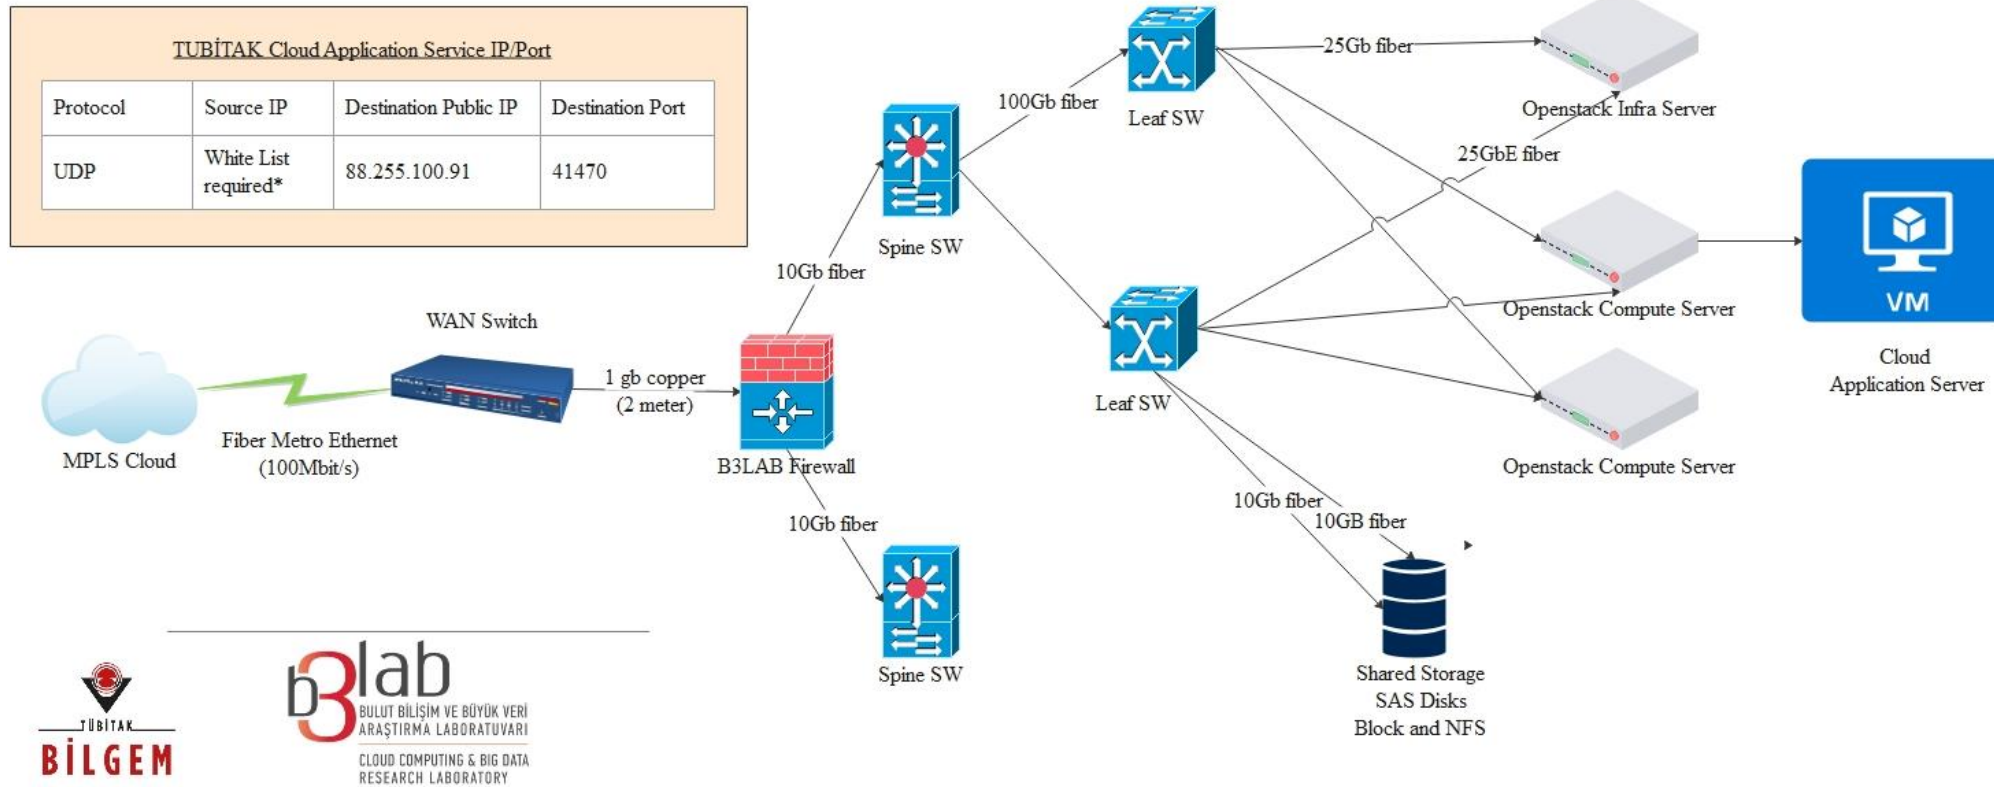 TUBİTAK Cloud Application Service IP/Port
Protocol Source IP Destination Public IP Destination Port
UDP White List required* 88.255.100.91 41470
MPLS Cloud
Fiber Metro Ethernet
(100Mbit/s)
WAN Switch
1 gb copper
(2 meter)
B3LAB Firewall
10Gb fiber
Spine SW
10Gb fiber
Spine SW
100Gb fiber
Leaf SW
Leaf SW
25Gb fiber
25GbE fiber
Openstack Infra Server
Openstack Compute Server
Openstack Compute Server
VM
Cloud
Application Server
10Gb fiber
10GB fiber
Shared Storage
SAS Disks
Block and NFS
TÜBİTAK
BİLGEM
b3lab
BULUT BİLİŞİM VE BÜYÜK VERİ
ARAŞTIRMA LABORATUVARI
CLOUD COMPUTING & BIG DATA
RESEARCH LABORATORY